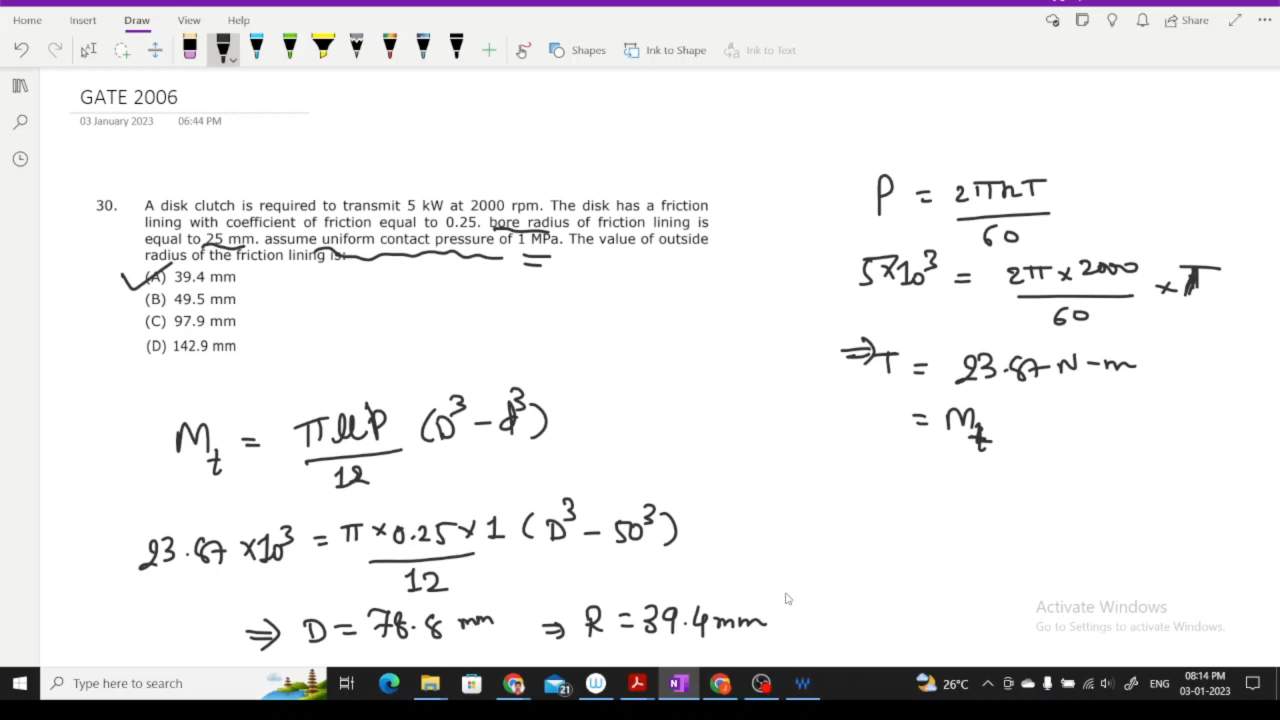 Home Insert Draw View Help
Share
Shapes Ink to Shape Ink to Text
GATE 2006
03 January 2023 06:44 PM
30. A disk clutch is required to transmit 5 kW at 2000 rpm. The disk has a friction
lining with coefficient of friction equal to 0.25. bore radius of friction lining is
equal to 25 mm. assume uniform contact pressure of 1 MPa. The value of outside
radius of the friction lining is:
(A) 39.4 mm
(B) 49.5 mm
(C) 97.9 mm
(D) 142.9 mm
P = 2πnT / 60
5×10³ = 2π × 2000 / 60 × T
⇒ T = 23.87 N-m
= Mt
Mt = πμP / 12 (D³ - d³)
23.87 × 10³ = π × 0.25 × 1 / 12 (D³ - 50³)
⇒ D = 78.8 mm ⇒ R = 39.4 mm
Activate Windows
Go to Settings to activate Windows.
Type here to search
21
26°C
ENG
08:14 PM
03-01-2023